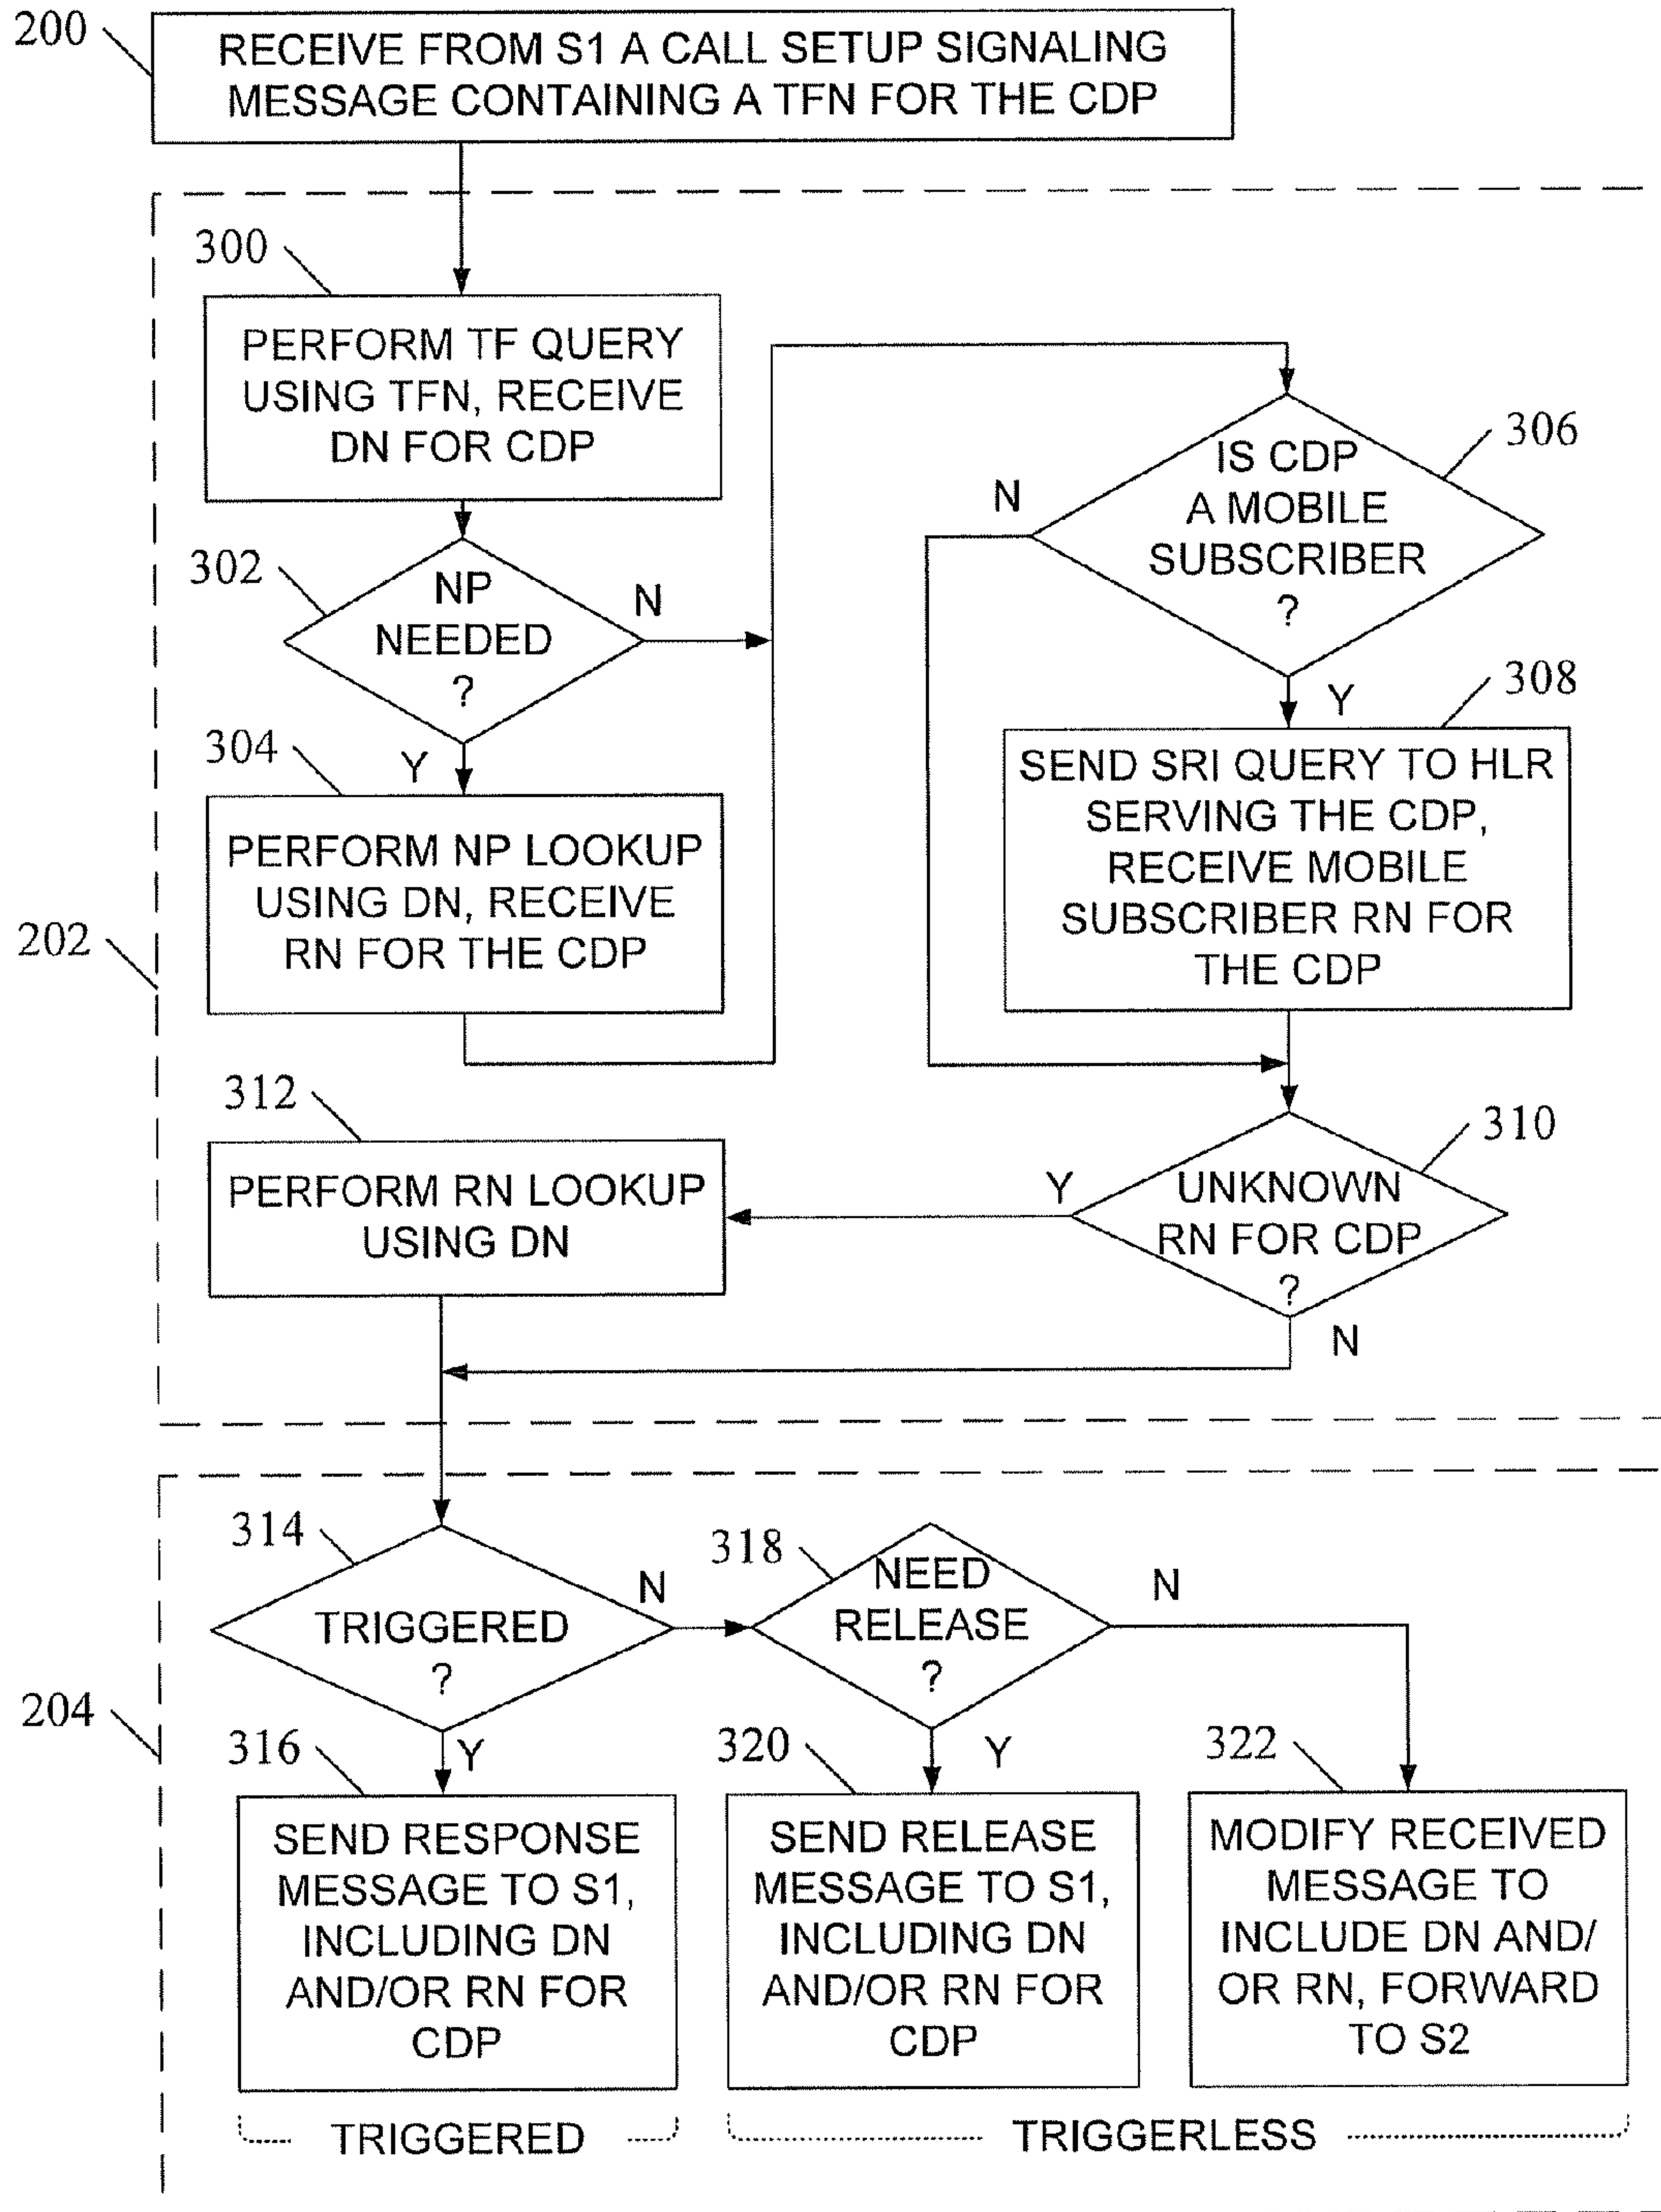 200
RECEIVE FROM S1 A CALL SETUP SIGNALING
MESSAGE CONTAINING A TFN FOR THE CDP
202
300
PERFORM TF QUERY
USING TFN, RECEIVE
DN FOR CDP
302
NP
NEEDED
?
N
Y
304
PERFORM NP LOOKUP
USING DN, RECEIVE
RN FOR THE CDP
306
IS CDP
A MOBILE
SUBSCRIBER
?
N
Y
308
SEND SRI QUERY TO HLR
SERVING THE CDP,
RECEIVE MOBILE
SUBSCRIBER RN FOR
THE CDP
310
UNKNOWN
RN FOR CDP
?
Y
N
312
PERFORM RN LOOKUP
USING DN
204
314
TRIGGERED
?
N
Y
316
SEND RESPONSE
MESSAGE TO S1,
INCLUDING DN
AND/OR RN FOR
CDP
318
NEED
RELEASE
?
N
Y
320
SEND RELEASE
MESSAGE TO S1,
INCLUDING DN
AND/OR RN FOR
CDP
322
MODIFY RECEIVED
MESSAGE TO
INCLUDE DN AND/
OR RN, FORWARD
TO S2
TRIGGERED
TRIGGERLESS